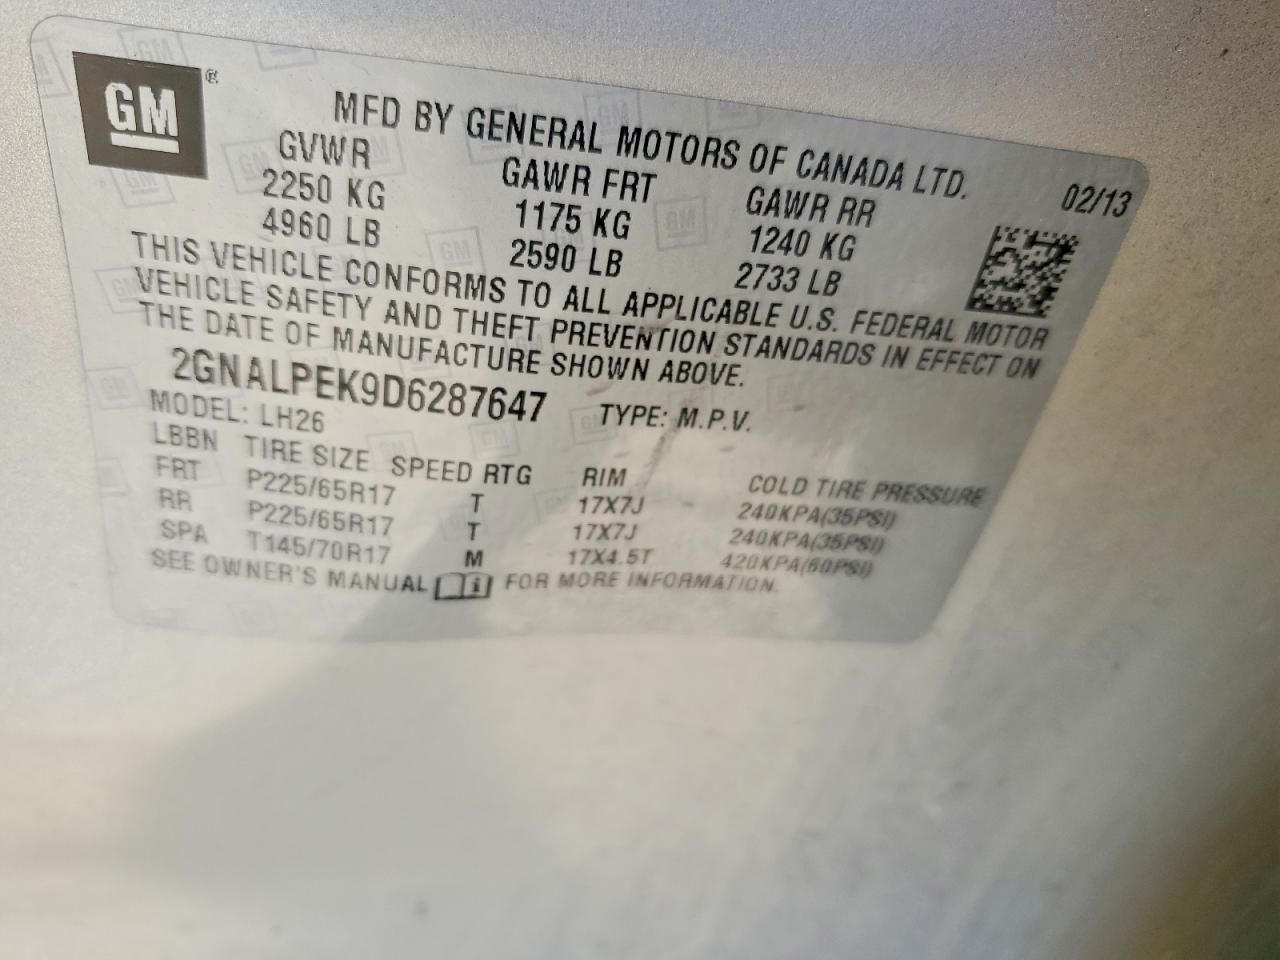 GM ®
MFD BY GENERAL MOTORS OF CANADA LTD.
02/13
GVWR GAWR FRT GAWR RR
2250 KG 1175 KG 1240 KG
4960 LB 2590 LB 2733 LB
THIS VEHICLE CONFORMS TO ALL APPLICABLE U.S. FEDERAL MOTOR
VEHICLE SAFETY AND THEFT PREVENTION STANDARDS IN EFFECT ON
THE DATE OF MANUFACTURE SHOWN ABOVE.
2GNALPEK9D6287647 TYPE: M.P.V.
MODEL: LH26
LBBN TIRE SIZE SPEED RTG RIM COLD TIRE PRESSURE
FRT P225/65R17 T 17X7J 240KPA(35PSI)
RR P225/65R17 T 17X7J 240KPA(35PSI)
SPA T145/70R17 M 17X4.5T 420KPA(60PSI)
SEE OWNER'S MANUAL FOR MORE INFORMATION.